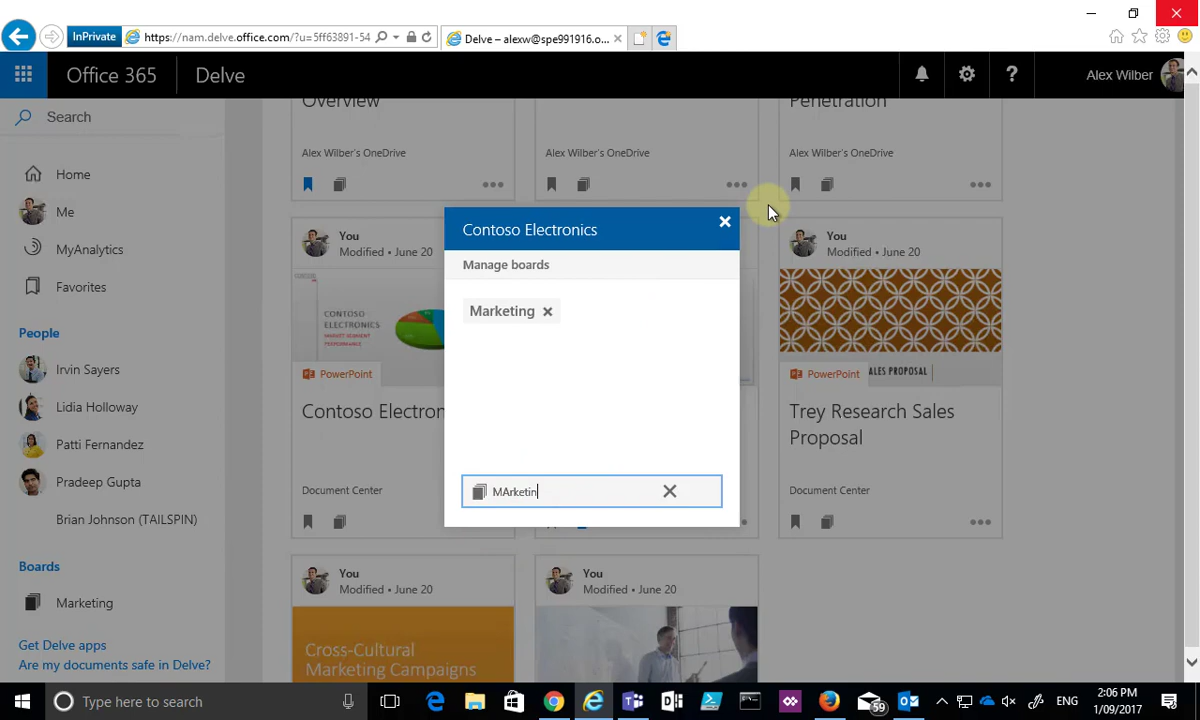 InPrivate
https://nam.delve.office.com/?u=5ff63891-54
Delve – alexw@spe991916.o...
Office 365
Delve
Alex Wilber
Search
Home
Me
MyAnalytics
Favorites
People
Irvin Sayers
Lidia Holloway
Patti Fernandez
Pradeep Gupta
Brian Johnson (TAILSPIN)
Boards
Marketing
Get Delve apps
Are my documents safe in Delve?
Overview
Alex Wilber's OneDrive
Alex Wilber's OneDrive
Penetration
Alex Wilber's OneDrive
You
Modified • June 20
CONTOSO
ELECTRONICS
MARKET SEGMENT
PERFORMANCE
PowerPoint
Contoso Electron
Document Center
Contoso Electronics
Manage boards
Marketing
MArketin
You
Modified • June 20
PowerPoint
ALES PROPOSAL
Trey Research Sales
Proposal
Document Center
You
Modified • June 20
Cross-Cultural
Marketing Campaigns
You
Modified • June 20
Type here to search
59
ENG
2:06 PM
1/09/2017